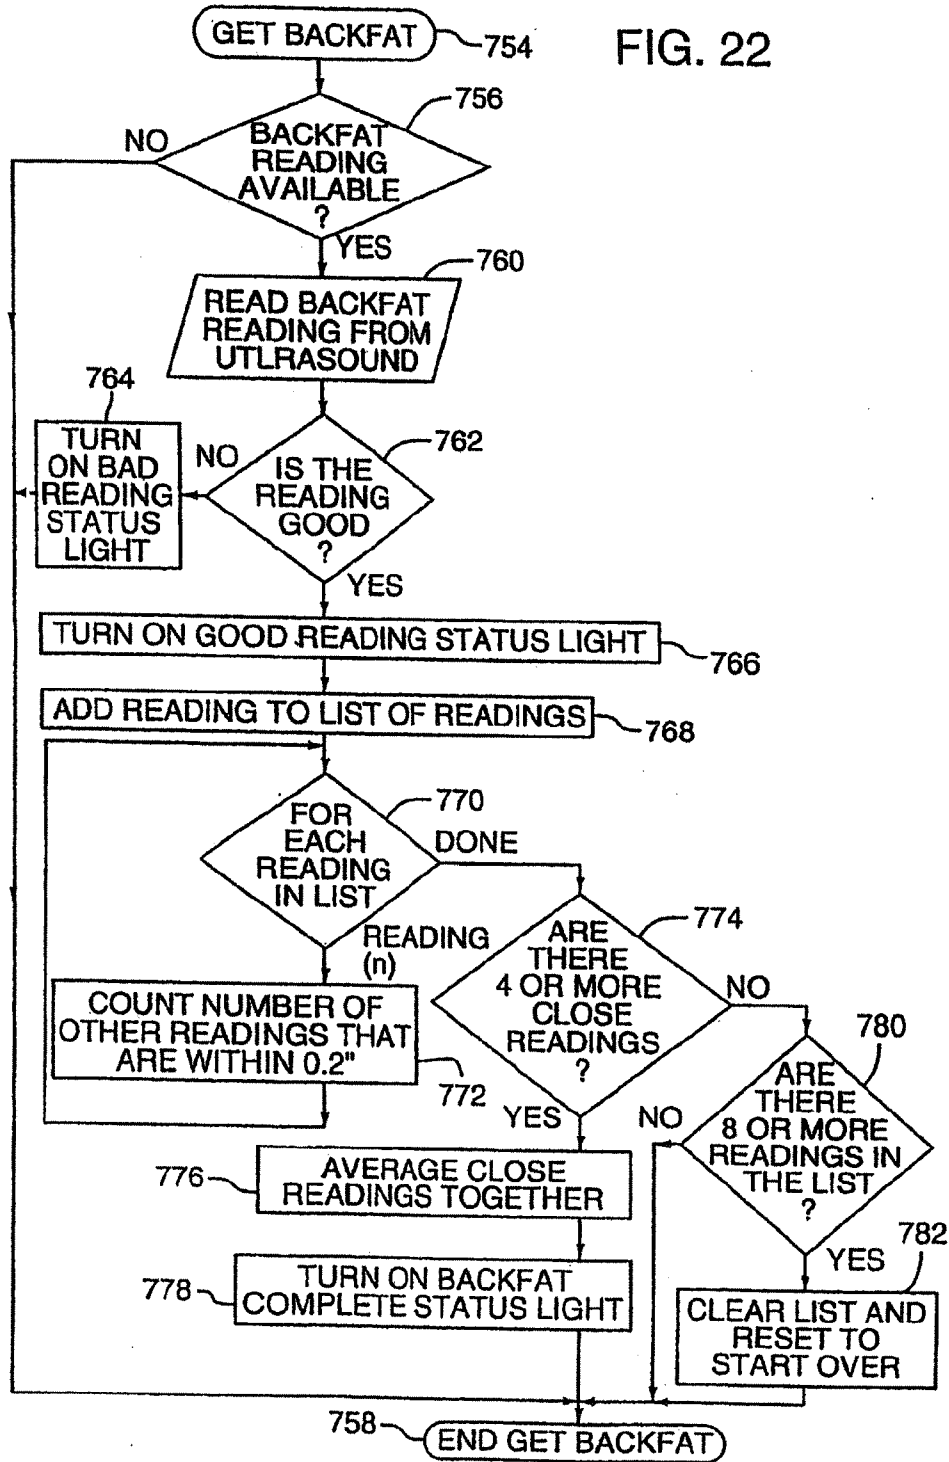 GET BACKFAT
754
FIG. 22
756
NO
BACKFAT
READING
AVAILABLE
?
YES
760
READ BACKFAT
READING FROM
UTLRASOUND
764
TURN
ON BAD
READING
STATUS
LIGHT
NO
762
IS THE
READING
GOOD
?
YES
TURN ON GOOD READING STATUS LIGHT
766
ADD READING TO LIST OF READINGS
768
770
FOR
EACH
READING
IN LIST
DONE
READING
(n)
COUNT NUMBER OF
OTHER READINGS THAT
ARE WITHIN 0.2"
772
774
ARE
THERE
4 OR MORE
CLOSE
READINGS
?
NO
YES
780
ARE
THERE
8 OR MORE
READINGS IN
THE LIST
?
NO
YES
776
AVERAGE CLOSE
READINGS TOGETHER
778
TURN ON BACKFAT
COMPLETE STATUS LIGHT
782
CLEAR LIST AND
RESET TO
START OVER
758
END GET BACKFAT